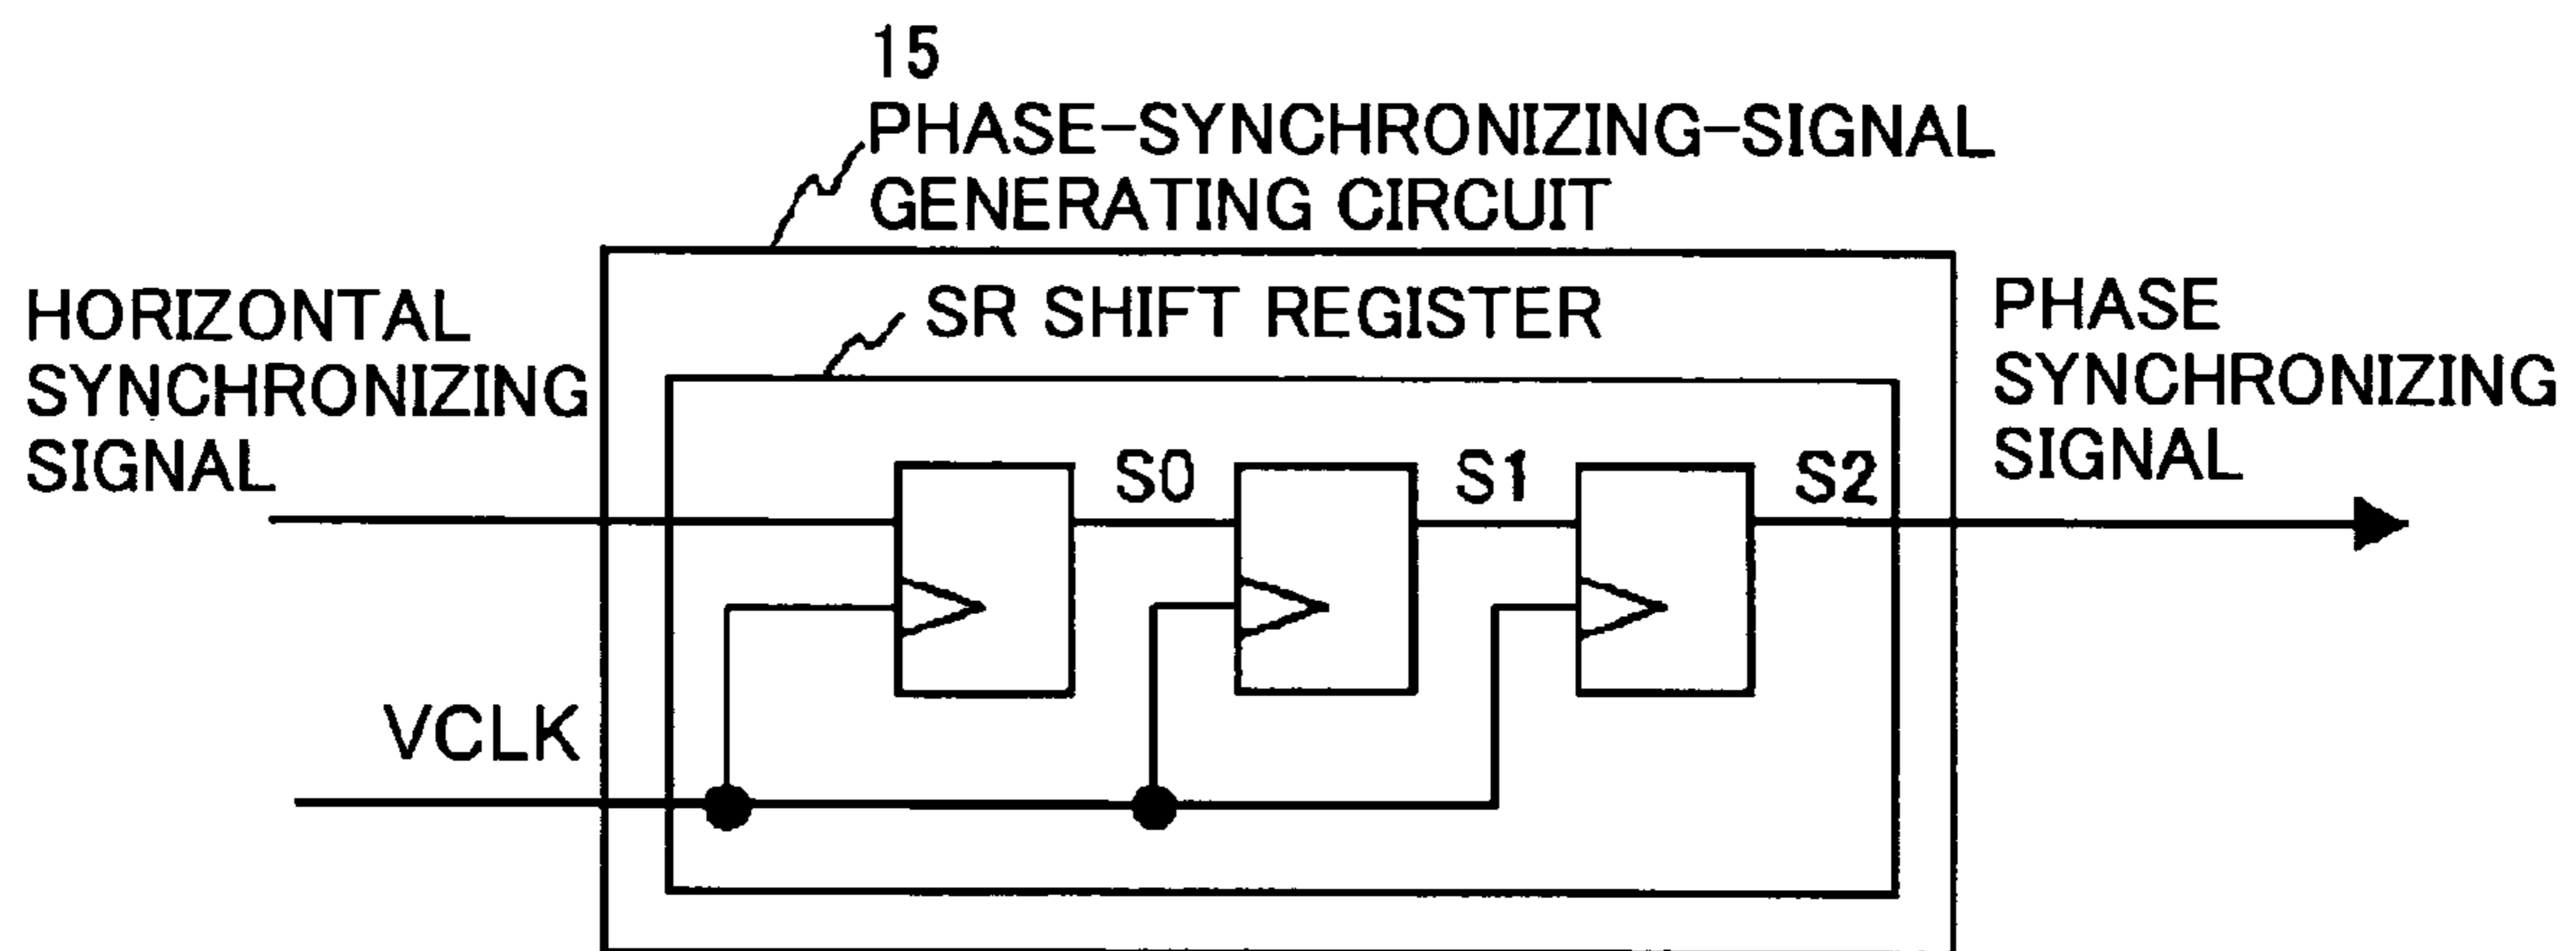 15
PHASE-SYNCHRONIZING-SIGNAL
GENERATING CIRCUIT
HORIZONTAL
SYNCHRONIZING
SIGNAL
SR SHIFT REGISTER
PHASE
SYNCHRONIZING
SIGNAL
S0
S1
S2
VCLK